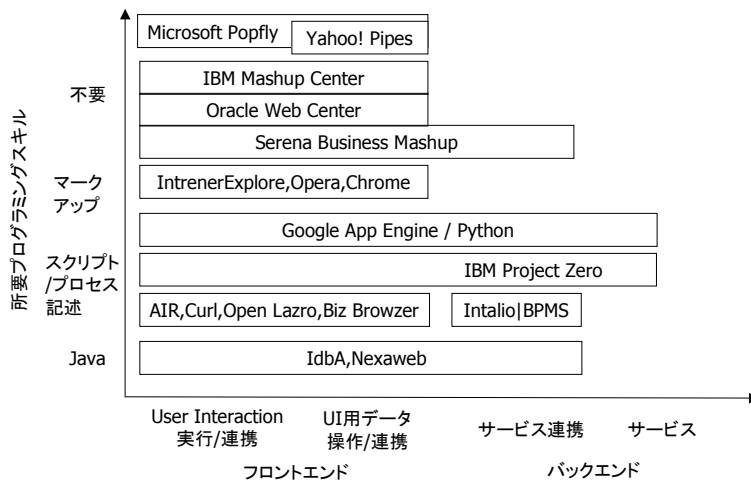 Microsoft Popfly
Yahoo! Pipes
IBM Mashup Center
不要
Oracle Web Center
Serena Business Mashup
所要プログラミングスキル
マーク
アップ
IntrenerExplore,Opera,Chrome
Google App Engine / Python
スクリプト
/プロセス
記述
IBM Project Zero
AIR,Curl,Open Lazro,Biz Browzer
Intalio|BPMS
Java
IdbA,Nexaweb
User Interaction
実行/連携
UI用データ
操作/連携
サービス連携
サービス
フロントエンド
バックエンド